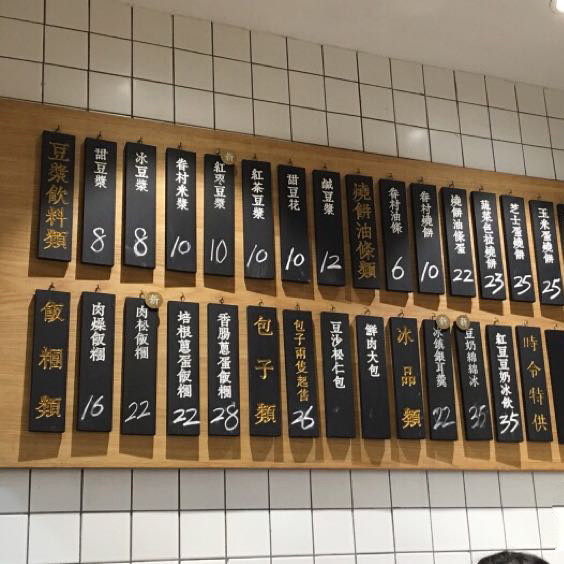 豆漿飲料類
甜豆漿 8
冰豆漿 8
眷村米漿 10
新
紅棗豆漿 10
紅茶豆漿 10
甜豆花 10
鹹豆漿 12
燒餅油條類
眷村油條 6
眷村燒餅 10
燒餅油條蛋 22
蔬菜色拉燒餅 23
芝士蛋燒餅 25
玉米蛋燒餅 25
飯糰類
肉燥飯糰 16
新
肉松飯糰 22
培根蔥蛋飯糰 22
香腸蔥蛋飯糰 28
包子類
包子兩隻起售 26
豆沙松仁包
鮮肉大包
冰品類
新
冰鎮銀耳羹 22
新
豆奶綿綿冰 35
紅豆豆奶冰飲 35
時令特供